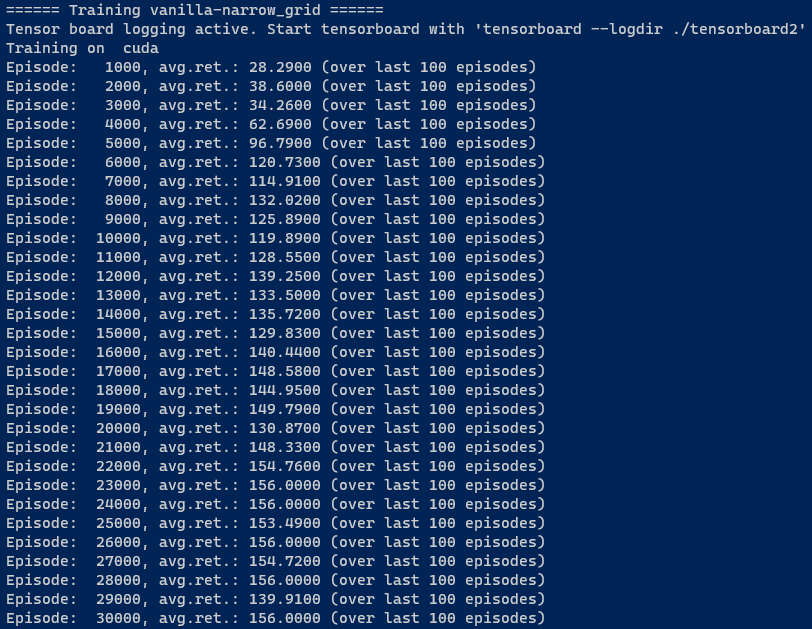 ====== Training vanilla-narrow_grid ======
Tensor board logging active. Start tensorboard with 'tensorboard --logdir ./tensorboard2'
Training on  cuda
Episode:   1000, avg.ret.: 28.2900 (over last 100 episodes)
Episode:   2000, avg.ret.: 38.6000 (over last 100 episodes)
Episode:   3000, avg.ret.: 34.2600 (over last 100 episodes)
Episode:   4000, avg.ret.: 62.6900 (over last 100 episodes)
Episode:   5000, avg.ret.: 96.7900 (over last 100 episodes)
Episode:   6000, avg.ret.: 120.7300 (over last 100 episodes)
Episode:   7000, avg.ret.: 114.9100 (over last 100 episodes)
Episode:   8000, avg.ret.: 132.0200 (over last 100 episodes)
Episode:   9000, avg.ret.: 125.8900 (over last 100 episodes)
Episode:  10000, avg.ret.: 119.8900 (over last 100 episodes)
Episode:  11000, avg.ret.: 128.5500 (over last 100 episodes)
Episode:  12000, avg.ret.: 139.2500 (over last 100 episodes)
Episode:  13000, avg.ret.: 133.5000 (over last 100 episodes)
Episode:  14000, avg.ret.: 135.7200 (over last 100 episodes)
Episode:  15000, avg.ret.: 129.8300 (over last 100 episodes)
Episode:  16000, avg.ret.: 140.4400 (over last 100 episodes)
Episode:  17000, avg.ret.: 148.5800 (over last 100 episodes)
Episode:  18000, avg.ret.: 144.9500 (over last 100 episodes)
Episode:  19000, avg.ret.: 149.7900 (over last 100 episodes)
Episode:  20000, avg.ret.: 130.8700 (over last 100 episodes)
Episode:  21000, avg.ret.: 148.3300 (over last 100 episodes)
Episode:  22000, avg.ret.: 154.7600 (over last 100 episodes)
Episode:  23000, avg.ret.: 156.0000 (over last 100 episodes)
Episode:  24000, avg.ret.: 156.0000 (over last 100 episodes)
Episode:  25000, avg.ret.: 153.4900 (over last 100 episodes)
Episode:  26000, avg.ret.: 156.0000 (over last 100 episodes)
Episode:  27000, avg.ret.: 154.7200 (over last 100 episodes)
Episode:  28000, avg.ret.: 156.0000 (over last 100 episodes)
Episode:  29000, avg.ret.: 139.9100 (over last 100 episodes)
Episode:  30000, avg.ret.: 156.0000 (over last 100 episodes)